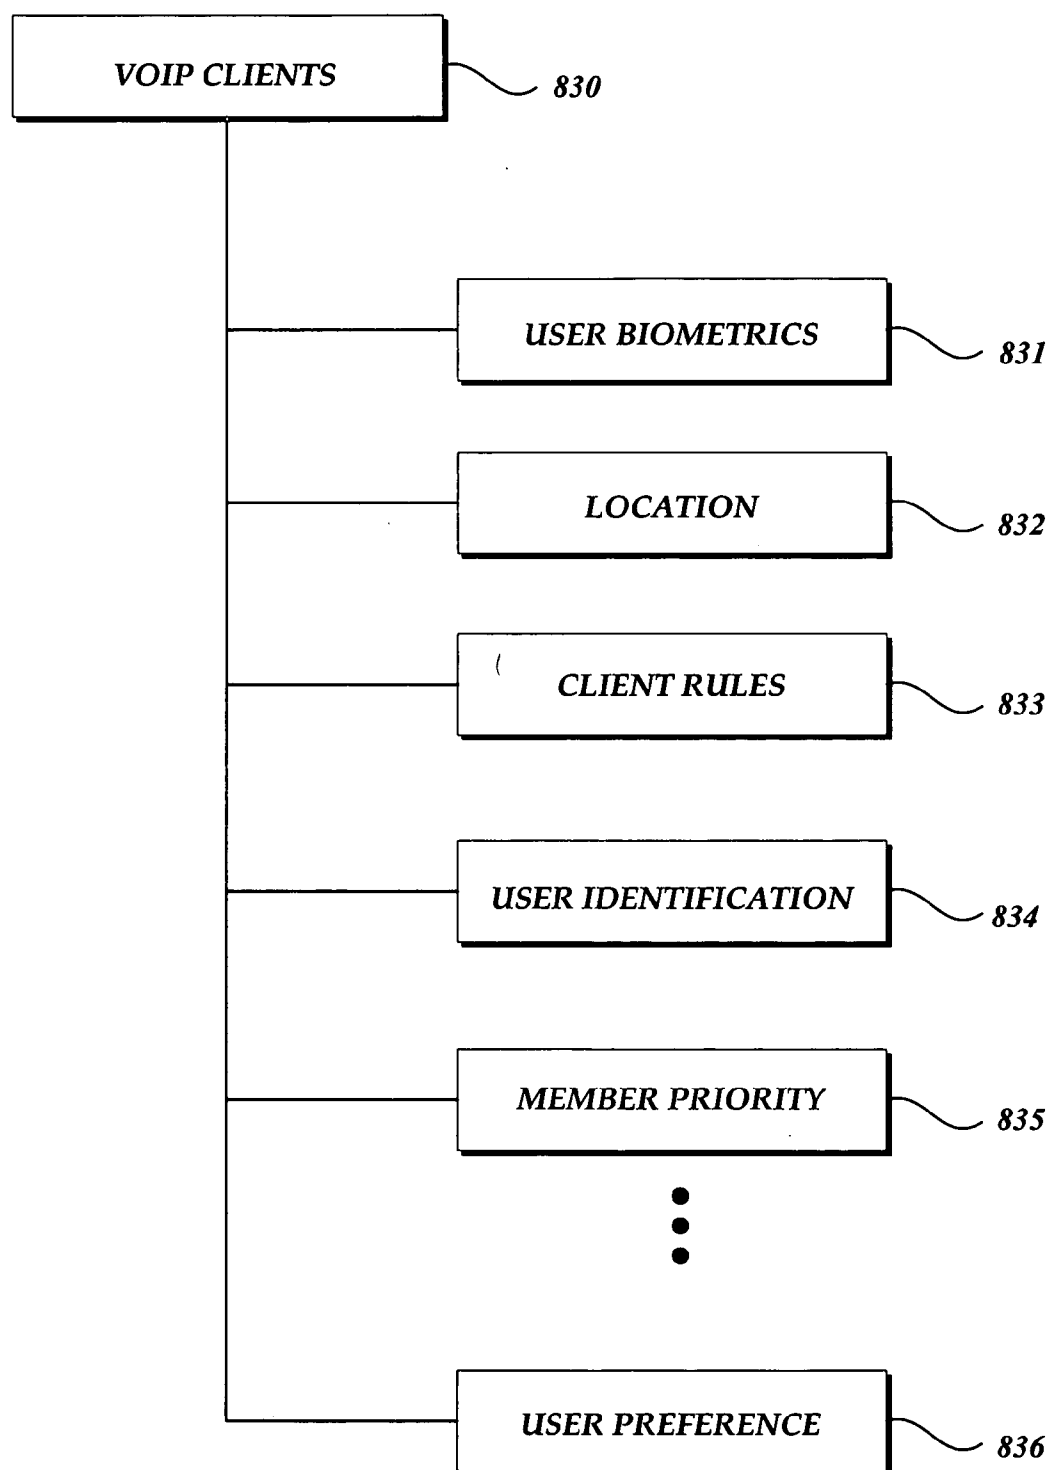 VOIP CLIENTS
830
USER BIOMETRICS
831
LOCATION
832
CLIENT RULES
833
USER IDENTIFICATION
834
MEMBER PRIORITY
835
USER PREFERENCE
836